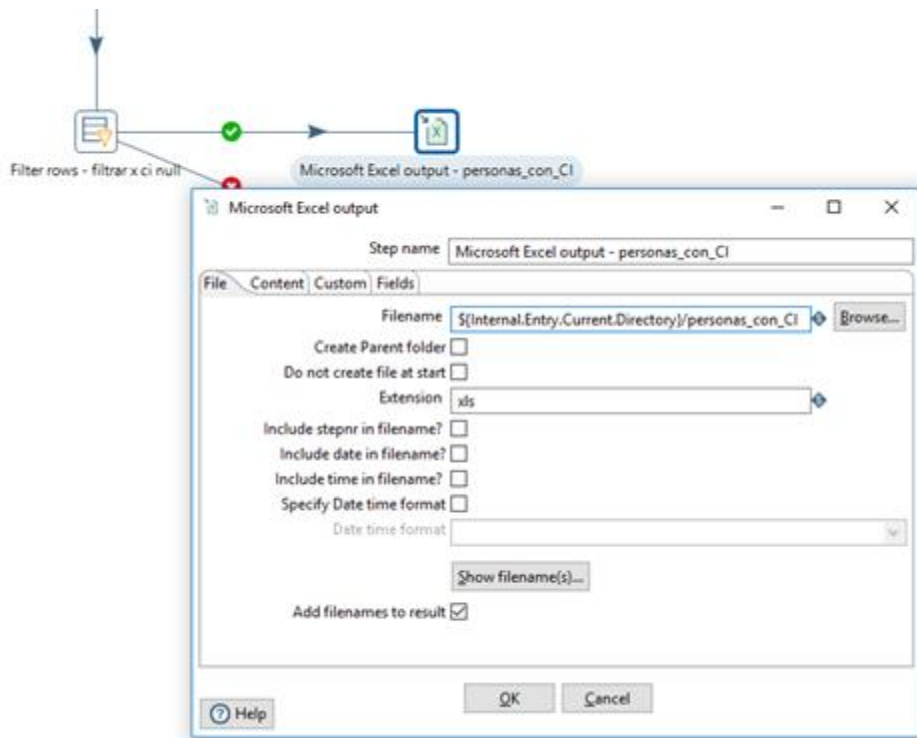 Filter rows - filtrar x ci null
Microsoft Excel output - personas_con_CI
Microsoft Excel output
Step name
Microsoft Excel output - personas_con_CI
File
Content
Custom
Fields
Filename
${Internal.Entry.Current.Directory}/personas_con_CI
Browse...
Create Parent folder
Do not create file at start
Extension
xls
Include stepnr in filename?
Include date in filename?
Include time in filename?
Specify Date time format
Date time format
Show filename(s)...
Add filenames to result
OK
Cancel
Help